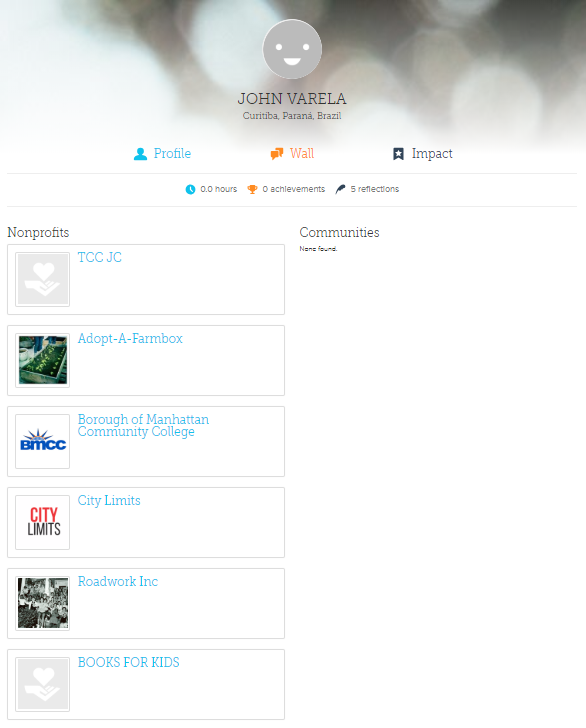 JOHN VARELA
Curitiba, Paraná, Brazil
Profile
Wall
Impact
0.0 hours
0 achievements
5 reflections
Nonprofits
TCC JC
Adopt-A-Farmbox
BMCC
Borough of Manhattan
Community College
CITY
LIMITS
City Limits
Roadwork Inc
BOOKS FOR KIDS
Communities
None found.